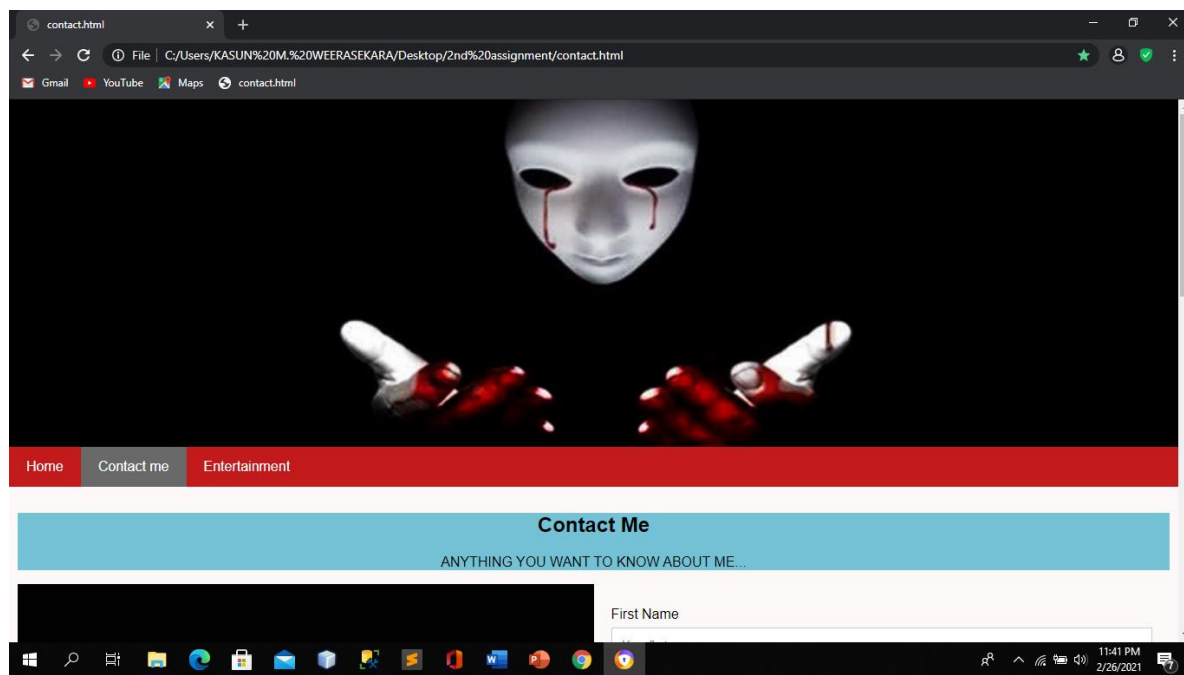 contact.html
File | C:/Users/KASUN%20M.%20WEERASEKARA/Desktop/2nd%20assignment/contact.html
Gmail YouTube Maps contact.html
Home Contact me Entertainment
Contact Me
ANYTHING YOU WANT TO KNOW ABOUT ME...
First Name
11:41 PM
2/26/2021